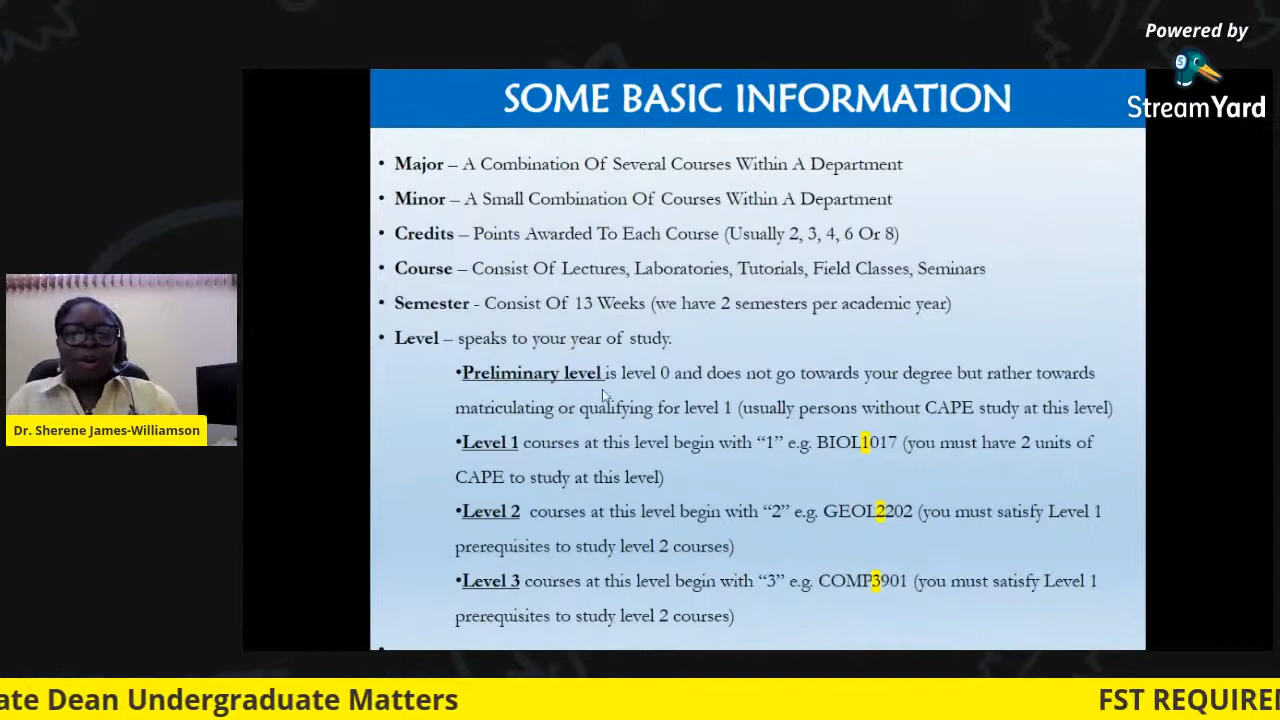 Powered by
StreamYard
SOME BASIC INFORMATION
• Major – A Combination Of Several Courses Within A Department
• Minor – A Small Combination Of Courses Within A Department
• Credits – Points Awarded To Each Course (Usually 2, 3, 4, 6 Or 8)
• Course – Consist Of Lectures, Laboratories, Tutorials, Field Classes, Seminars
• Semester - Consist Of 13 Weeks (we have 2 semesters per academic year)
• Level – speaks to your year of study.
•Preliminary level is level 0 and does not go towards your degree but rather towards
matriculating or qualifying for level 1 (usually persons without CAPE study at this level)
•Level 1 courses at this level begin with “1” e.g. BIOL1017 (you must have 2 units of
CAPE to study at this level)
•Level 2 courses at this level begin with “2” e.g. GEOL2202 (you must satisfy Level 1
prerequisites to study level 2 courses)
•Level 3 courses at this level begin with “3” e.g. COMP3901 (you must satisfy Level 1
prerequisites to study level 2 courses)
Dr. Sherene James-Williamson
ate Dean Undergraduate Matters
FST REQUIRE